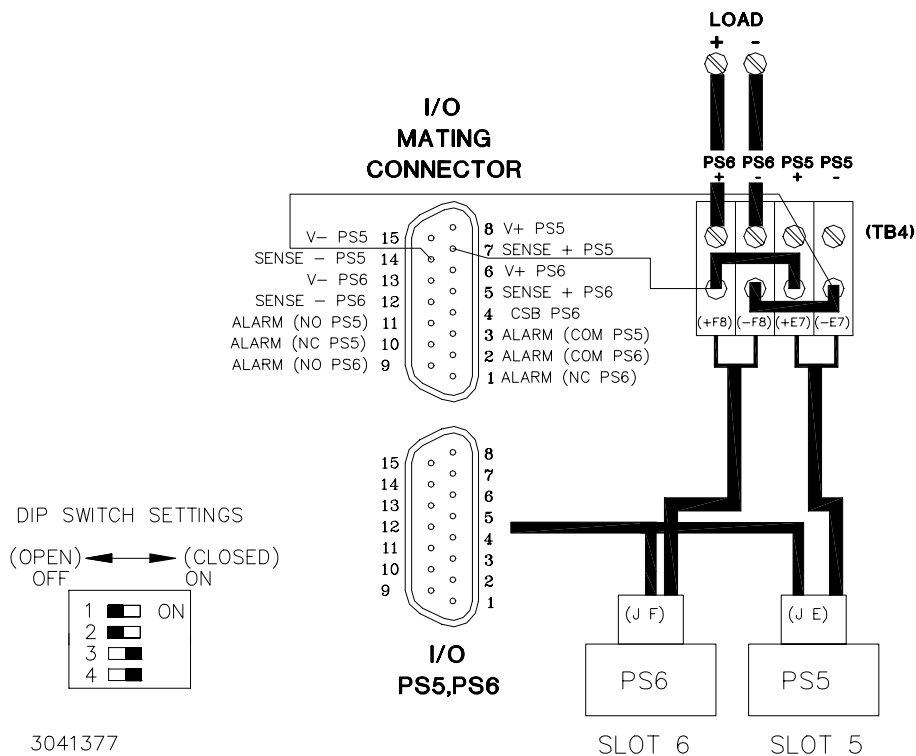 LOAD
+ -
I/O
MATING
CONNECTOR
PS6 PS6 PS5 PS5
+ - + -
(TB4)
V- PS5 15
SENSE - PS5 14
V- PS6 13
SENSE - PS6 12
ALARM (NO PS5) 11
ALARM (NC PS5) 10
ALARM (NO PS6) 9
8 V+ PS5
7 SENSE + PS5
6 V+ PS6
5 SENSE + PS6
4 CSB PS6
3 ALARM (COM PS5)
2 ALARM (COM PS6)
1 ALARM (NC PS6)
(+F8) (-F8) (+E7) (-E7)
15
14
13
12
11
10
9
8
7
6
5
4
3
2
1
I/O
PS5,PS6
DIP SWITCH SETTINGS
(OPEN) (CLOSED)
OFF ON
1 ON
2
3
4
(J F) (J E)
PS6 PS5
SLOT 6 SLOT 5
3041377